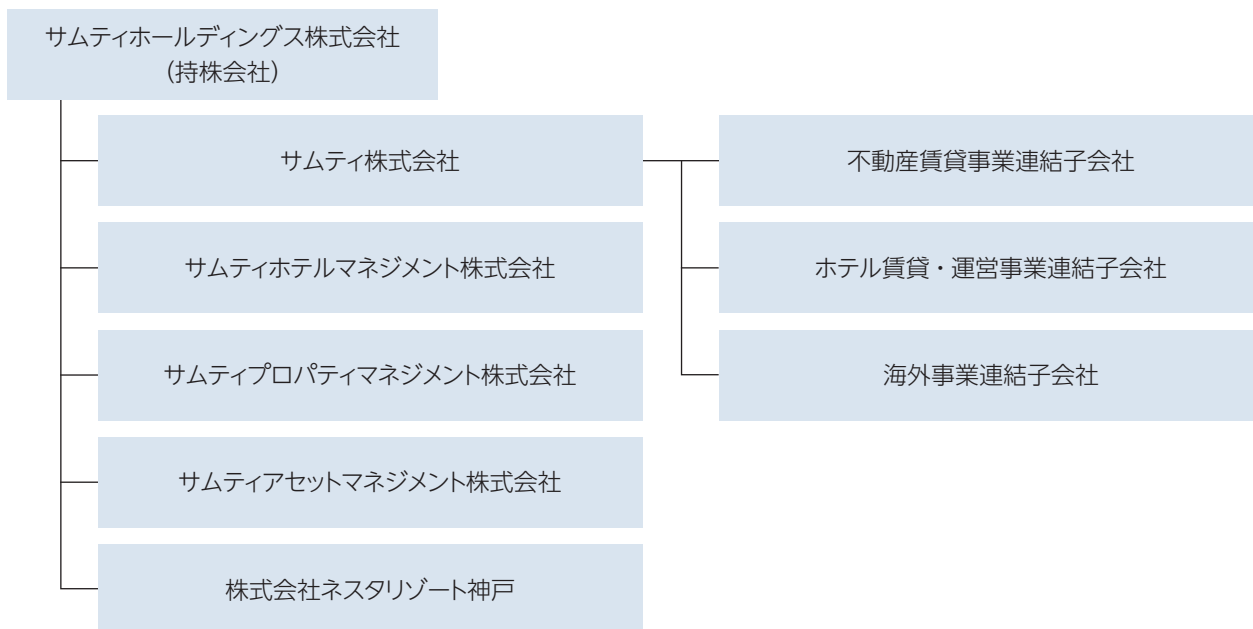 サムティホールディングス株式会社
(持株会社)
サムティ株式会社
不動産賃貸事業連結子会社
サムティホテルマネジメント株式会社
ホテル賃貸・運営事業連結子会社
サムティプロパティマネジメント株式会社
海外事業連結子会社
サムティアセットマネジメント株式会社
株式会社ネスタリゾート神戸